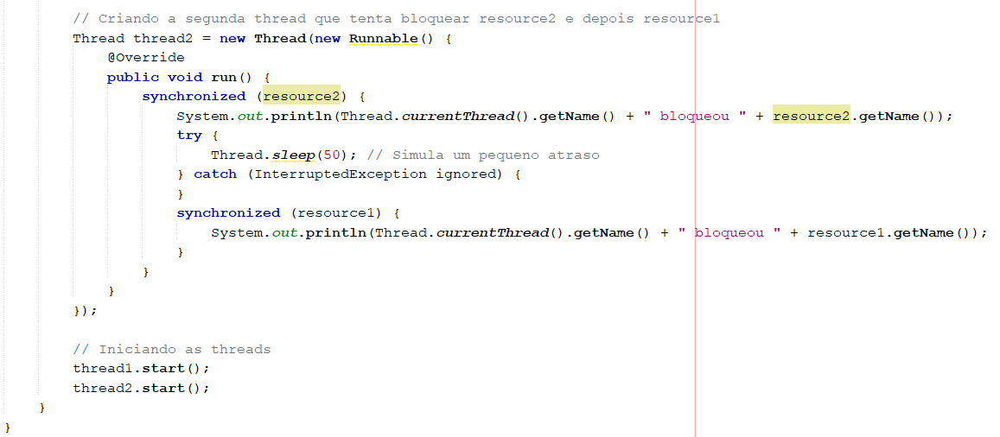 // Criando a segunda thread que tenta bloquear resource2 e depois resource1
Thread thread2 = new Thread(new Runnable() {
@Override
public void run() {
synchronized (resource2) {
System.out.println(Thread.currentThread().getName() + " bloqueou " + resource2.getName());
try {
Thread.sleep(50); // Simula um pequeno atraso
} catch (InterruptedException ignored) {
}
synchronized (resource1) {
System.out.println(Thread.currentThread().getName() + " bloqueou " + resource1.getName());
}
}
}
});
// Iniciando as threads
thread1.start();
thread2.start();
}
}